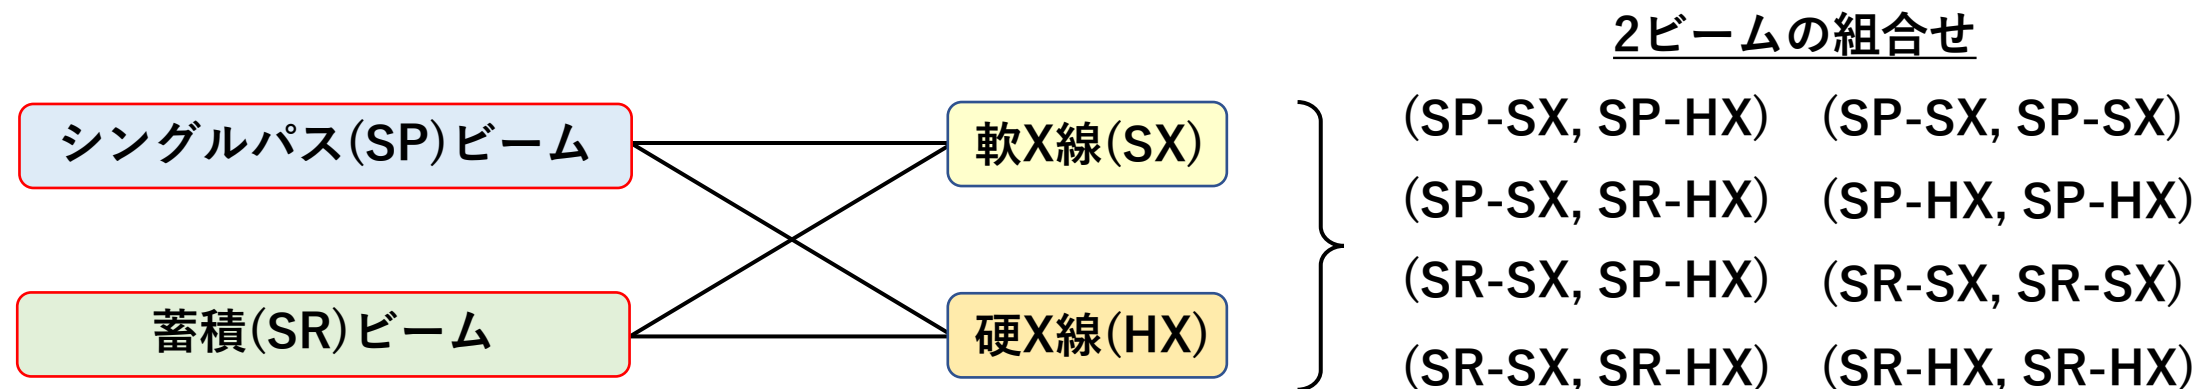 2ビームの組合せ
シングルパス(SP)ビーム
軟X線(SX)
蓄積(SR)ビーム
硬X線(HX)
(SP-SX, SP-HX) (SP-SX, SP-SX)
(SP-SX, SR-HX) (SP-HX, SP-HX)
(SR-SX, SP-HX) (SR-SX, SR-SX)
(SR-SX, SR-HX) (SR-HX, SR-HX)